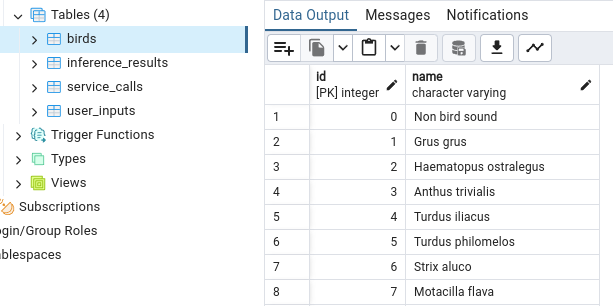 Tables (4)
birds
inference_results
service_calls
user_inputs
Trigger Functions
Types
Views
Subscriptions
gin/Group Roles
ablespaces
Data Output Messages Notifications
id name
[PK] integer character varying
1 0 Non bird sound
2 1 Grus grus
3 2 Haematopus ostralegus
4 3 Anthus trivialis
5 4 Turdus iliacus
6 5 Turdus philomelos
7 6 Strix aluco
8 7 Motacilla flava